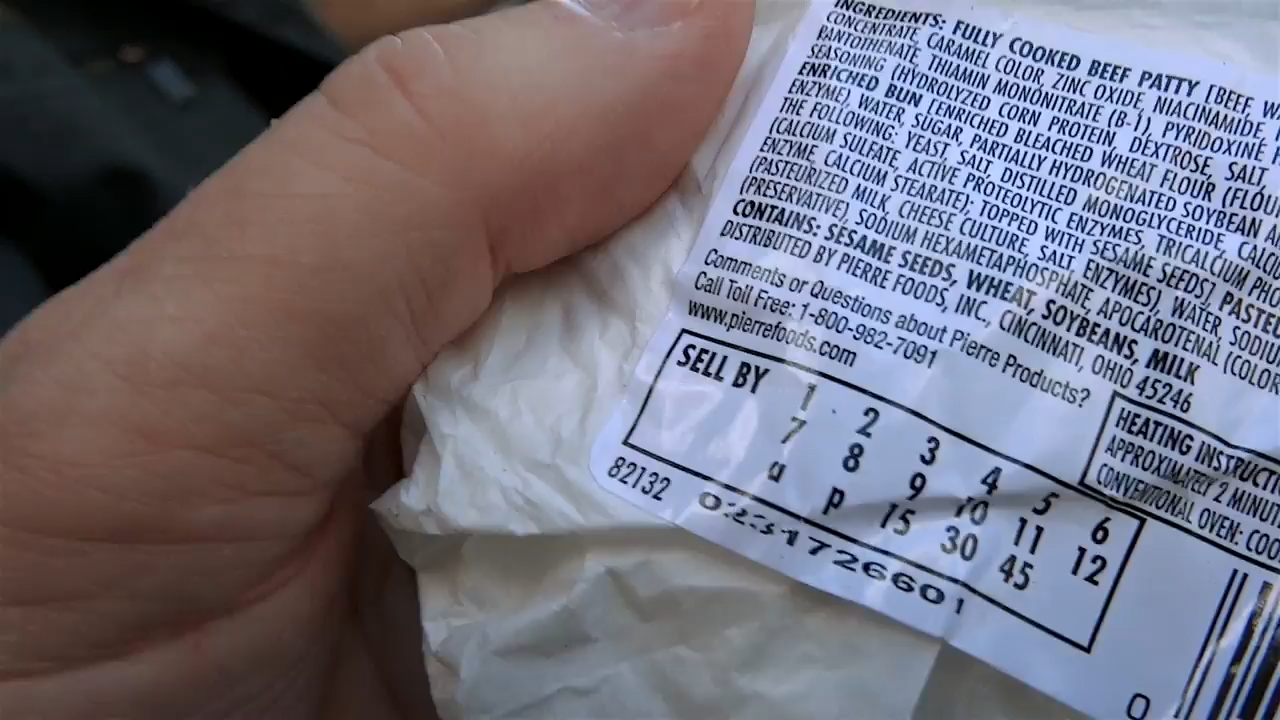 INGREDIENTS: FULLY COOKED BEEF PATTY [BEEF,
CONCENTRATE, CARAMEL COLOR, ZINC OXIDE, NIACINAMIDE,
PANTOTHENATE, THIAMIN MONONITRATE (B-1), PYRIDOXINE
SEASONING (HYDROLYZED CORN PROTEIN, DEXTROSE, SALT,
ENRICHED BUN [ENRICHED BLEACHED WHEAT FLOUR (FLOU
ENZYME), WATER, SUGAR, PARTIALLY HYDROGENATED SOYBEAN
THE FOLLOWING: YEAST, SALT, DISTILLED MONOGLYCERIDE, CALCI
(CALCIUM SULFATE, ACTIVE PROTEOLYTIC ENZYMES, TRICALCIUM PHO
ENZYME, CALCIUM STEARATE), TOPPED WITH SESAME SEEDS], PASTE
(PASTEURIZED MILK, CHEESE CULTURE, SALT, ENZYMES), WATER, SODIU
(PRESERVATIVE), SODIUM HEXAMETAPHOSPHATE, APOCAROTENAL (COLOR
CONTAINS: SESAME SEEDS, WHEAT, SOYBEANS, MILK
DISTRIBUTED BY PIERRE FOODS, INC., CINCINNATI, OHIO 45246
Comments or Questions about Pierre Products?
Call Toll Free: 1-800-982-7091
www.pierrefoods.com
HEATING INSTRUCTI
APPROXIMATELY 2 MINUT
CONVENTIONAL OVEN: COO
SELL BY 1 2 3 4 5 6
7 8 9 10 11 12
a p 15 30 45
82132 0231726601
0